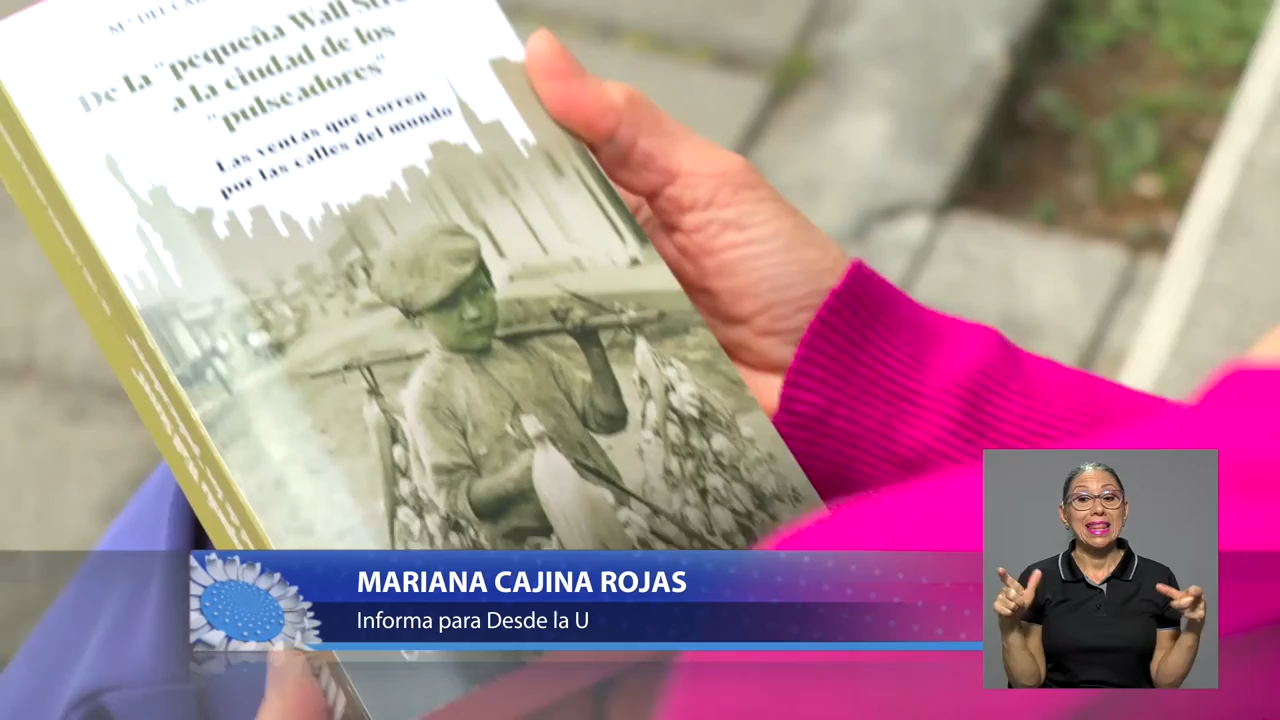 De la "pequeña Wall
a la ciudad de los
"pulseadores"
Las ventas que corren
por las calles del mundo
MARIANA CAJINA ROJAS
Informa para Desde la U